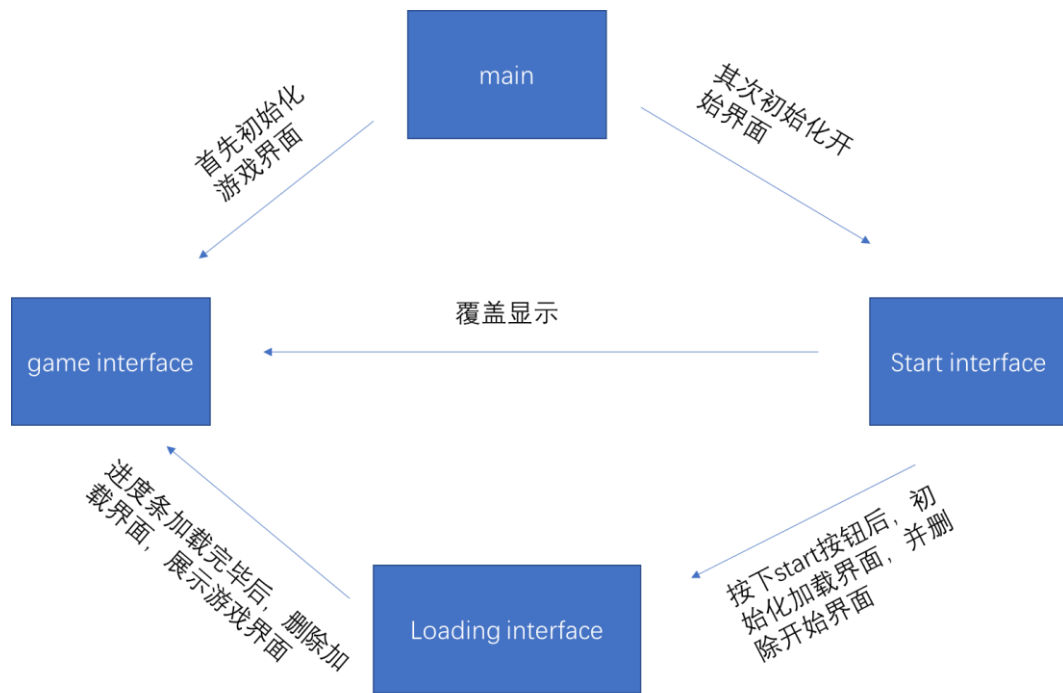 main
首先初始化
游戏界面
其次初始化开
始界面
覆盖显示
game interface
Start interface
进度条加载完毕后，删除加
载界面，展示游戏界面
按下start按钮后，初
始化加载界面，并删
除开始界面
Loading interface